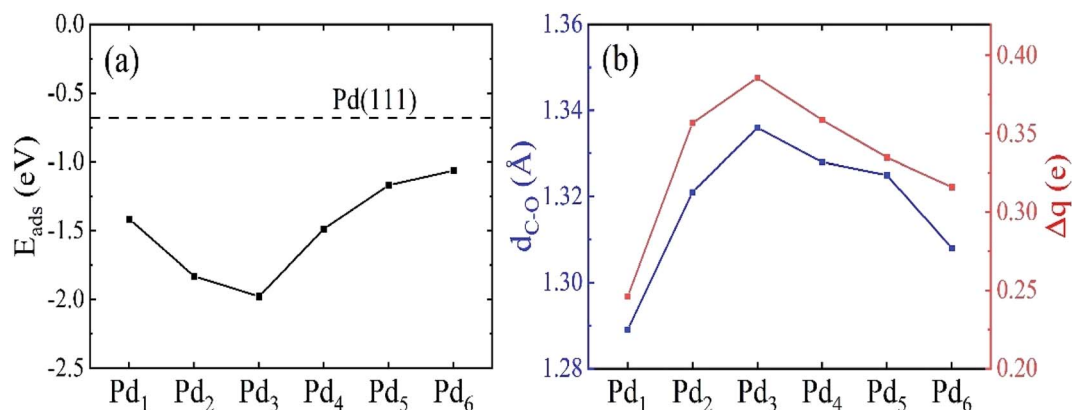 (a)
Pd(111)
E_ads (eV)
0.0
-0.5
-1.0
-1.5
-2.0
-2.5
Pd₁ Pd₂ Pd₃ Pd₄ Pd₅ Pd₆
(b)
d_C-O (Å)
1.36
1.34
1.32
1.30
1.28
Δq (e)
0.40
0.35
0.30
0.25
0.20
Pd₁ Pd₂ Pd₃ Pd₄ Pd₅ Pd₆